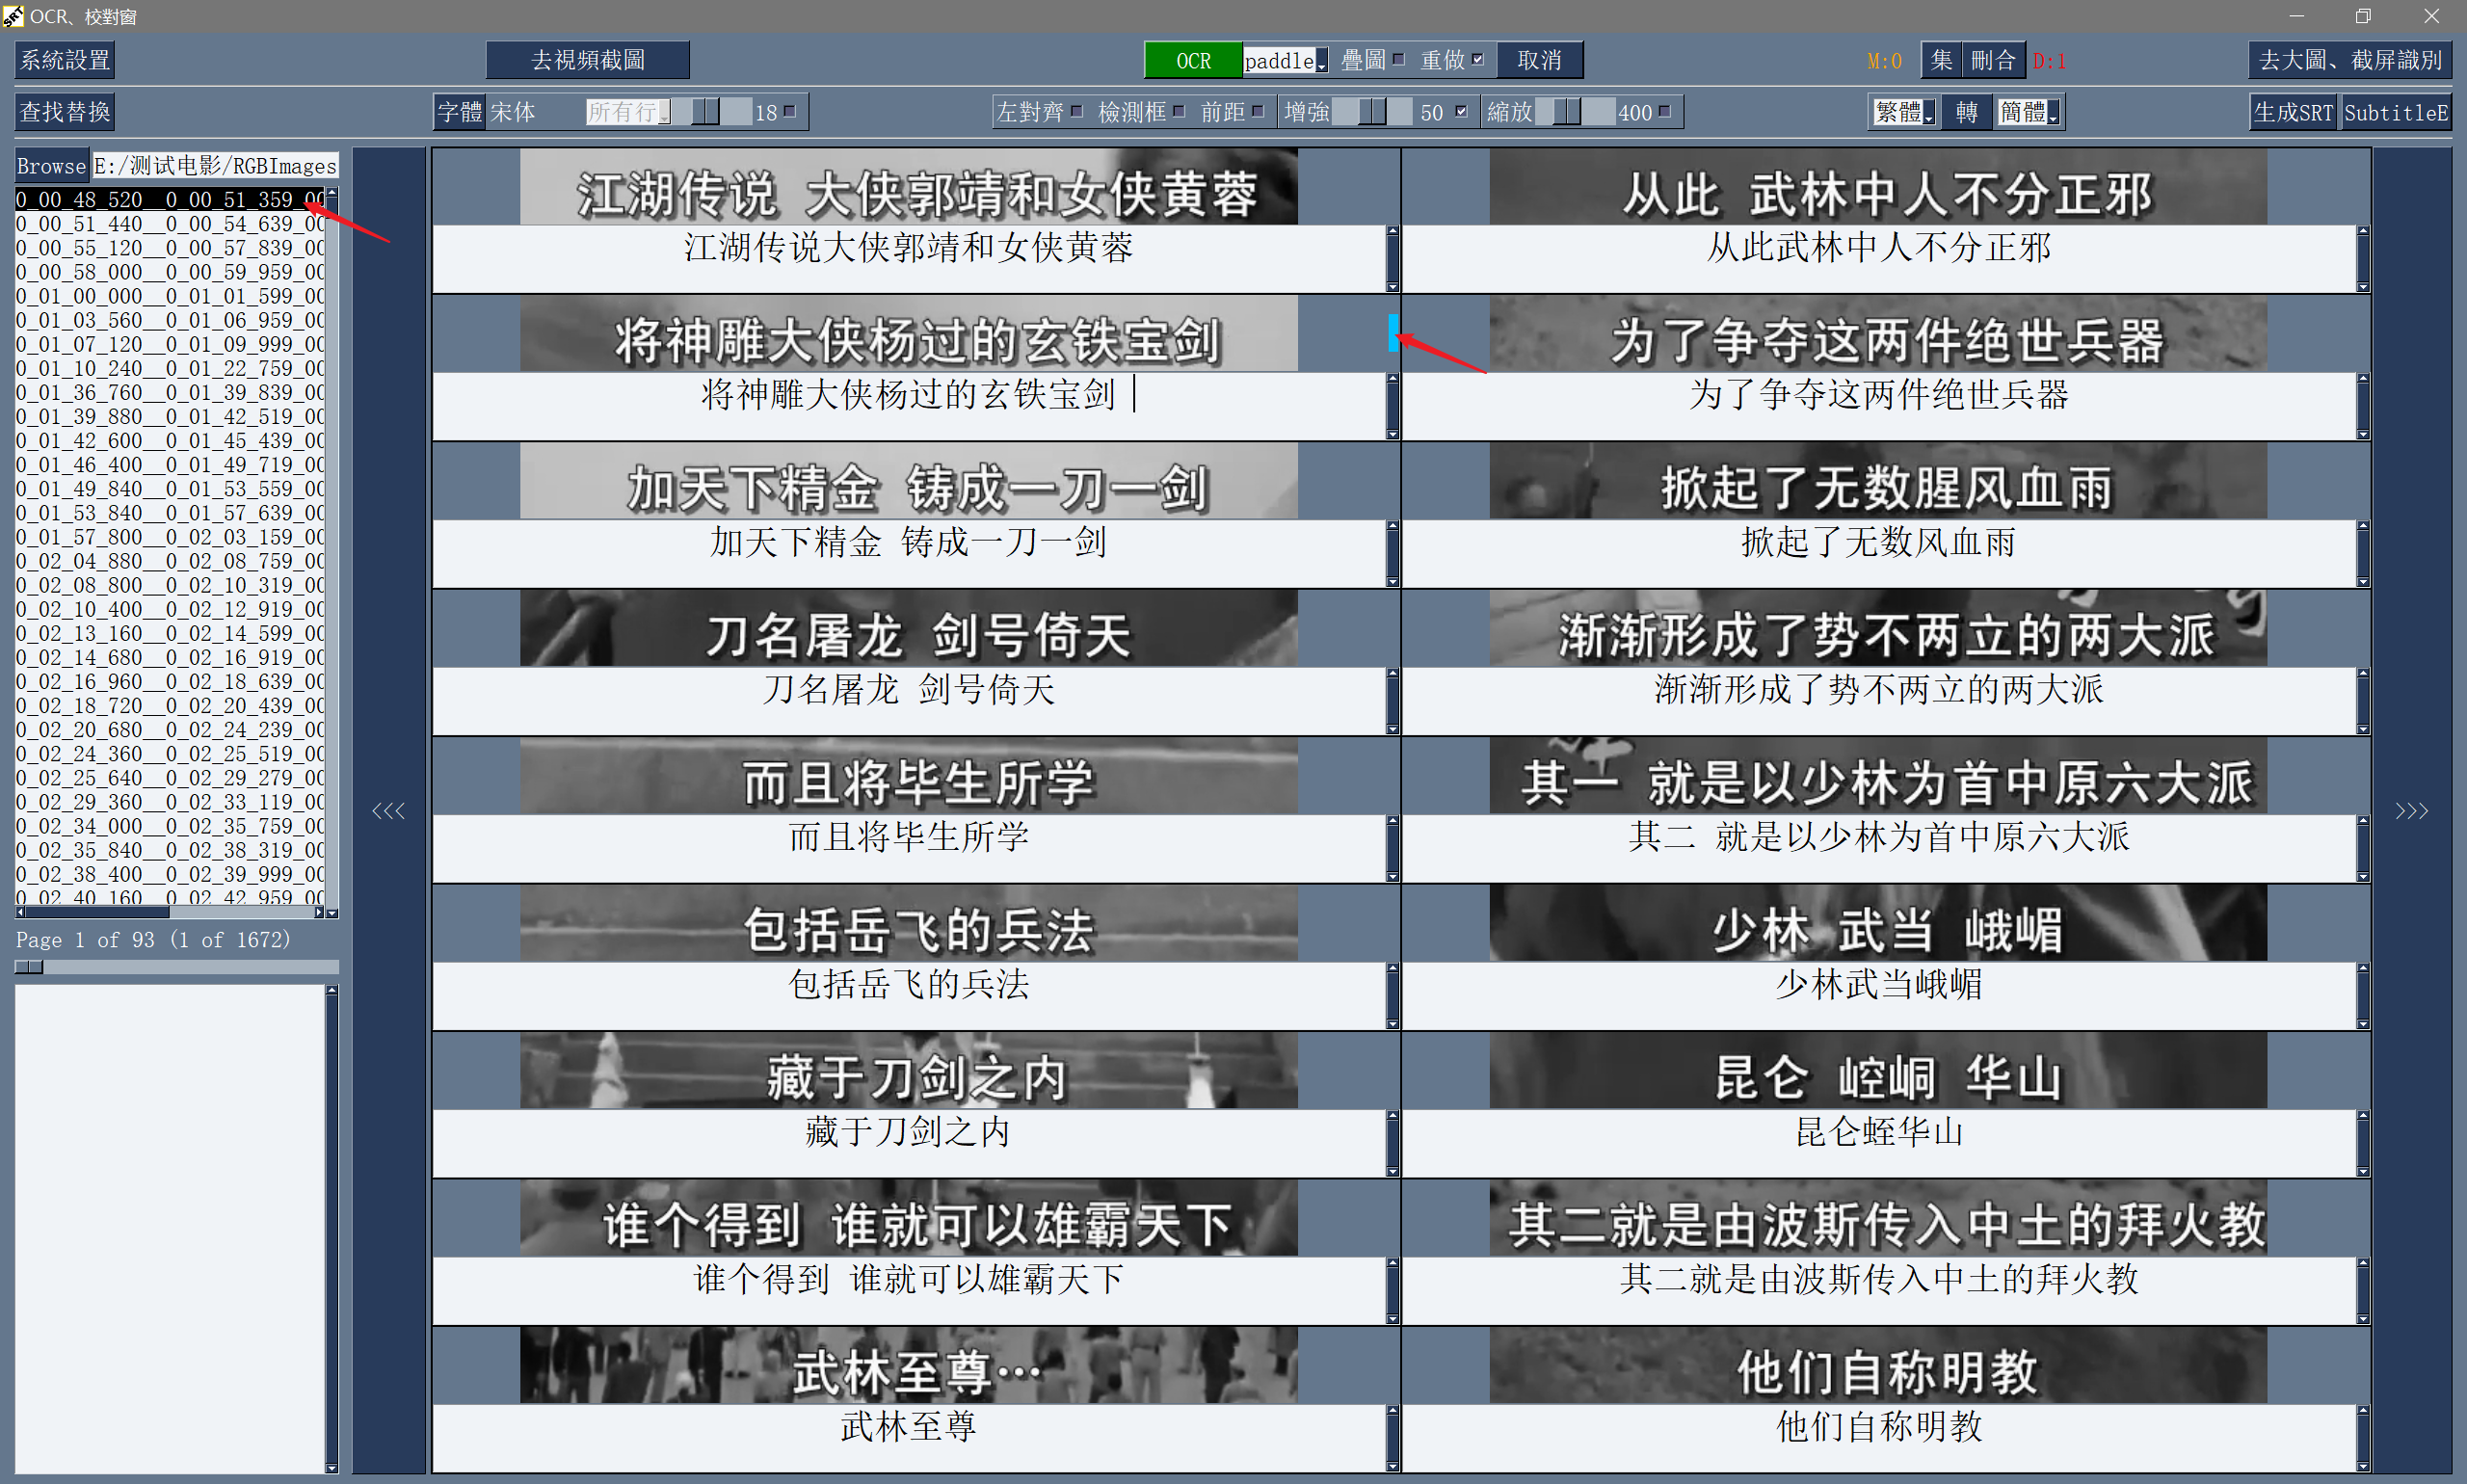 OCR、校對窗
系統設置
去視頻截圖
OCR
paddle
疊圖
重做
取消
M:0
集
刪合
D:1
去大圖、截屏識別
查找替換
字體
宋体
所有行
18
左對齊
檢測框
前距
增強
50
縮放
400
繁體
轉
簡體
生成SRT
SubtitleE
Browse
E:/测试电影/RGBImages
0_00_48_520__0_00_51_359_00
0_00_51_440__0_00_54_639_00
0_00_55_120__0_00_57_839_00
0_00_58_000__0_00_59_959_00
0_01_00_000__0_01_01_599_00
0_01_03_560__0_01_06_959_00
0_01_07_120__0_01_09_999_00
0_01_10_240__0_01_22_759_00
0_01_36_760__0_01_39_839_00
0_01_39_880__0_01_42_519_00
0_01_42_600__0_01_45_439_00
0_01_46_400__0_01_49_719_00
0_01_49_840__0_01_53_559_00
0_01_53_840__0_01_57_639_00
0_01_57_800__0_02_03_159_00
0_02_04_880__0_02_08_759_00
0_02_08_800__0_02_10_319_00
0_02_10_400__0_02_12_919_00
0_02_13_160__0_02_14_599_00
0_02_14_680__0_02_16_919_00
0_02_16_960__0_02_18_639_00
0_02_18_720__0_02_20_439_00
0_02_20_680__0_02_24_239_00
0_02_24_360__0_02_25_519_00
0_02_25_640__0_02_29_279_00
0_02_29_360__0_02_33_119_00
0_02_34_000__0_02_35_759_00
0_02_35_840__0_02_38_319_00
0_02_38_400__0_02_39_999_00
0_02_40_160__0_02_42_959_00
Page 1 of 93 (1 of 1672)
<<<
江湖传说 大侠郭靖和女侠黄蓉
江湖传说大侠郭靖和女侠黄蓉
将神雕大侠杨过的玄铁宝剑
将神雕大侠杨过的玄铁宝剑
加天下精金 铸成一刀一剑
加天下精金 铸成一刀一剑
刀名屠龙 剑号倚天
刀名屠龙 剑号倚天
而且将毕生所学
而且将毕生所学
包括岳飞的兵法
包括岳飞的兵法
藏于刀剑之内
藏于刀剑之内
谁个得到 谁就可以雄霸天下
谁个得到 谁就可以雄霸天下
武林至尊…
武林至尊
从此 武林中人不分正邪
从此武林中人不分正邪
为了争夺这两件绝世兵器
为了争夺这两件绝世兵器
掀起了无数腥风血雨
掀起了无数风血雨
渐渐形成了势不两立的两大派
渐渐形成了势不两立的两大派
其一 就是以少林为首中原六大派
其二 就是以少林为首中原六大派
少林 武当 峨嵋
少林武当峨嵋
昆仑 崆峒 华山
昆仑蛭华山
其二就是由波斯传入中土的拜火教
其二就是由波斯传入中土的拜火教
他们自称明教
他们自称明教
>>>